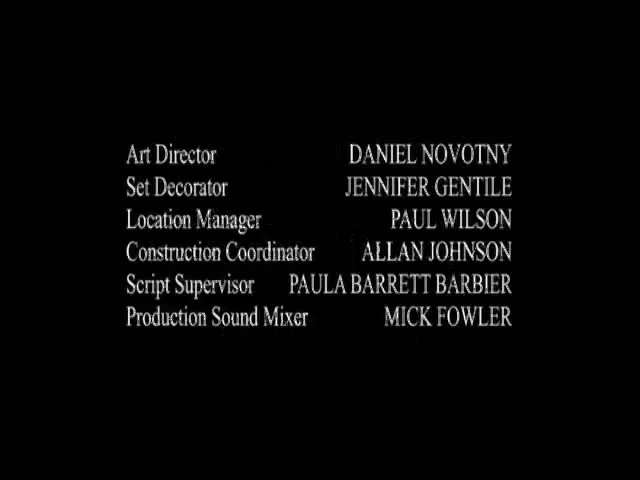 Art Director DANIEL NOVOTNY
Set Decorator JENNIFER GENTILE
Location Manager PAUL WILSON
Construction Coordinator ALLAN JOHNSON
Script Supervisor PAULA BARRETT BARBIER
Production Sound Mixer MICK FOWLER